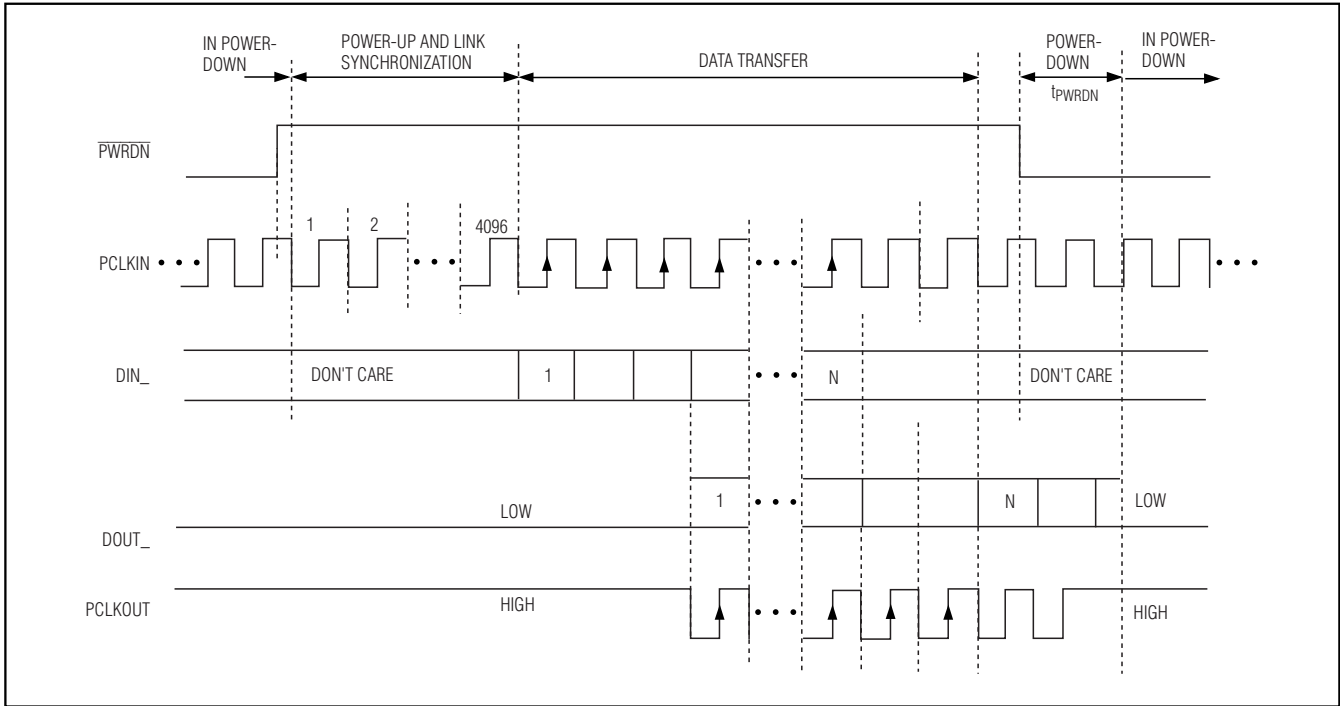 IN POWER-
DOWN
POWER-UP AND LINK
SYNCHRONIZATION
DATA TRANSFER
POWER-
DOWN
tPWRDN
IN POWER-
DOWN
PWRDN
1
2
4096
PCLKIN
DIN_
DON'T CARE
1
N
DON'T CARE
1
N
LOW
LOW
DOUT_
PCLKOUT
HIGH
HIGH